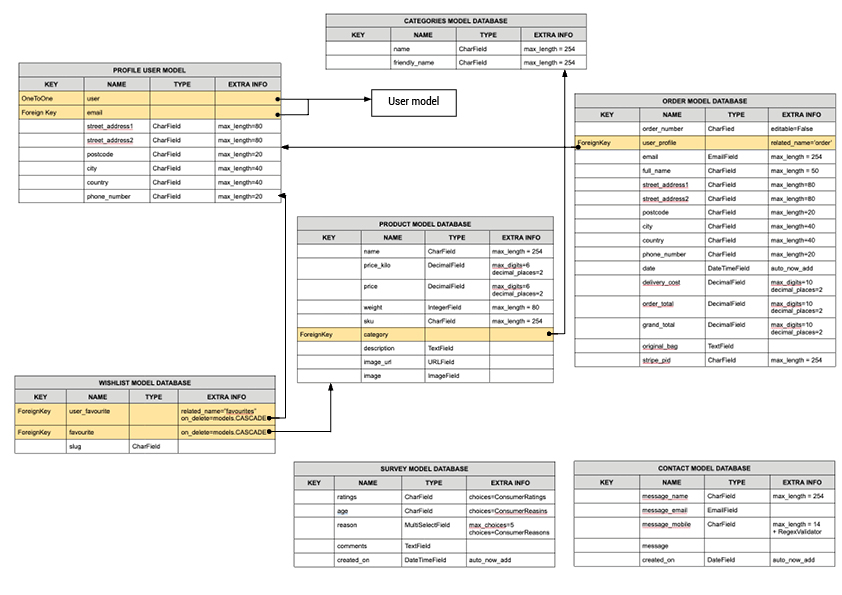 CATEGORIES MODEL DATABASE
KEY NAME TYPE EXTRA INFO
name CharField max_length = 254
friendly_name CharField max_length = 254
PROFILE USER MODEL
KEY NAME TYPE EXTRA INFO
OneToOne user
Foreign Key email
street_address1 CharField max_length=80
street_address2 CharField max_length=80
postcode CharField max_length=20
city CharField max_length=40
country CharField max_length=40
phone_number CharField max_length=20
User model
ORDER MODEL DATABASE
KEY NAME TYPE EXTRA INFO
order_number CharFied editable=False
ForeignKey user_profile related_name='order'
email EmailField max_length = 254
full_name CharField max_length = 50
street_address1 CharField max_length=80
street_address2 CharField max_length=80
postcode CharField max_length=20
city CharField max_length=40
country CharField max_length=40
phone_number CharField max_length=20
date DateTimeField auto_now_add
delivery_cost DecimalField max_digits=10
decimal_places=2
order_total DecimalField max_digits=10
decimal_places=2
grand_total DecimalField max_digits=10
decimal_places=2
original_bag TextField
stripe_pid CharField max_length = 254
PRODUCT MODEL DATABASE
KEY NAME TYPE EXTRA INFO
name CharField max_length = 254
price_kilo DecimalField max_digits=6
decimal_places=2
price DecimalField max_digits=6
decimal_places=2
weight IntegerField max_length = 80
sku CharField max_length = 254
ForeignKey category
description TextField
image_url URLField
image ImageField
WISHLIST MODEL DATABASE
KEY NAME TYPE EXTRA INFO
ForeignKey user_favourite related_name="favourites"
on_delete=models.CASCADE
ForeignKey favourite on_delete=models.CASCADE
slug CharField
SURVEY MODEL DATABASE
KEY NAME TYPE EXTRA INFO
ratings CharField choices=ConsumerRatings
age CharField choices=ConsumerReasins
reason MultiSelectField max_choices=5
choices=ConsumerReasons
comments TextField
created_on DateTimeField auto_now_add
CONTACT MODEL DATABASE
KEY NAME TYPE EXTRA INFO
message_name CharField max_length = 254
message_email EmailField
message_mobile CharField max_length = 14
+ RegexValidator
message
created_on DateField auto_now_add